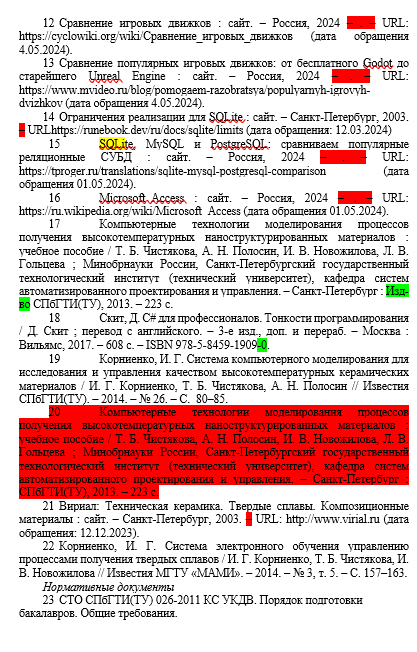 12 Сравнение игровых движков : сайт. – Россия, 2024 – . – URL:
https://cyclowiki.org/wiki/Сравнение_игровых_движков (дата обращения
4.05.2024).
13 Сравнение популярных игровых движков: от бесплатного Godot до
старейшего Unreal Engine : сайт. – Россия, 2024 – . – URL:
https://www.mvideo.ru/blog/pomogaem-razobratsya/populyarnyh-igrovyh-
dvizhkov (дата обращения 4.05.2024).
14 Ограничения реализации для SQLite : сайт. – Санкт-Петербург, 2003.
– URLhttps://runebook.dev/ru/docs/sqlite/limits (дата обращения: 12.03.2024)
15 SQLite, MySQL и PostgreSQL: сравниваем популярные
реляционные СУБД : сайт. – Россия, 2024 – . – URL:
https://tproger.ru/translations/sqlite-mysql-postgresql-comparison (дата
обращения 01.05.2024).
16 Microsoft Access : сайт. – Россия, 2024 – . – URL:
https://ru.wikipedia.org/wiki/Microsoft_Access (дата обращения 01.05.2024).
17 Компьютерные технологии моделирования процессов
получения высокотемпературных наноструктурированных материалов :
учебное пособие / Т. Б. Чистякова, А. Н. Полосин, И. В. Новожилова, Л. В.
Гольцева ; Минобрнауки России, Санкт-Петербургский государственный
технологический институт (технический университет), кафедра систем
автоматизированного проектирования и управления. – Санкт-Петербург : Изд-
во СПбГТИ(ТУ), 2013. – 223 с.
18 Скит, Д. C# для профессионалов. Тонкости программирования
/ Д. Скит ; перевод с английского. – 3-е изд., доп. и перераб. – Москва :
Вильямс, 2017. – 608 с. – ISBN 978-5-8459-1909-0.
19 Корниенко, И. Г. Система компьютерного моделирования для
исследования и управления качеством высокотемпературных керамических
материалов / И. Г. Корниенко, Т. Б. Чистякова, А. Н. Полосин // Известия
СПбГТИ(ТУ). – 2014. – № 26. – С. 80–85.
20 Компьютерные технологии моделирования процессов
получения высокотемпературных наноструктурированных материалов :
учебное пособие / Т. Б. Чистякова, А. Н. Полосин, И. В. Новожилова, Л. В.
Гольцева ; Минобрнауки России, Санкт-Петербургский государственный
технологический институт (технический университет), кафедра систем
автоматизированного проектирования и управления. – Санкт-Петербург :
СПбГТИ(ТУ), 2013. – 223 с.
21 Вириал: Техническая керамика. Твердые сплавы. Композиционные
материалы : сайт. – Санкт-Петербург, 2003. – URL: http://www.virial.ru (дата
обращения: 12.12.2023).
22 Корниенко, И. Г. Система электронного обучения управлению
процессами получения твердых сплавов / И. Г. Корниенко, Т. Б. Чистякова, И.
В. Новожилова // Известия МГТУ «МАМИ». – 2014. – № 3, т. 5. – С. 157–163.
Нормативные документы
23 СТО СПбГТИ(ТУ) 026-2011 КС УКДВ. Порядок подготовки
бакалавров. Общие требования.